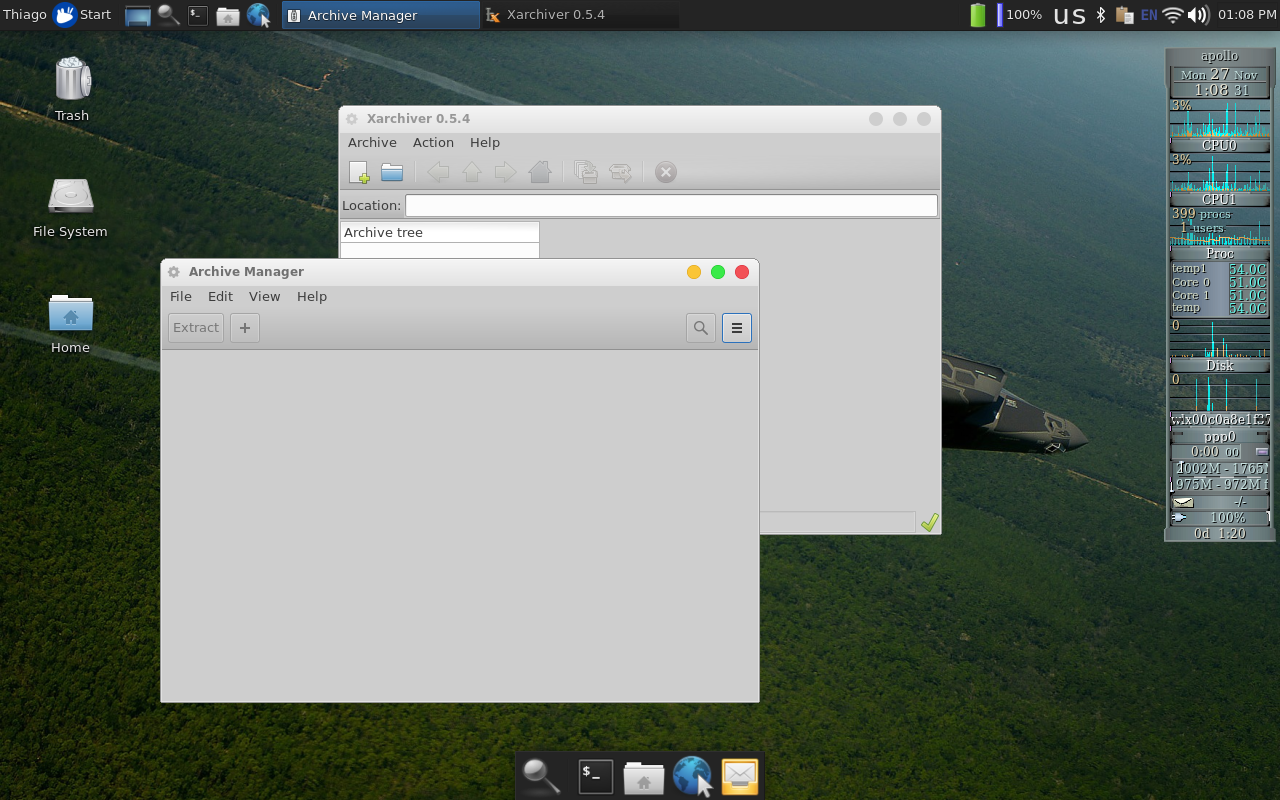 Thiago Start Archive Manager Xarchiver 0.5.4 100% us EN 01:08 PM
Trash
File System
Home
Xarchiver 0.5.4
Archive Action Help
Location:
Archive tree
Archive Manager
File Edit View Help
Extract +
$_
apollo
Mon 27 Nov
1:08 31
3%
CPU0
3%
CPU1
399 procs
1 users
Proc
temp1 54.0C
Core 0 51.0C
Core 1 51.0C
temp 54.0C
0
Disk
0
ppp0
0:00 00
975M - 972M f
-/-
100%
0d 1:20